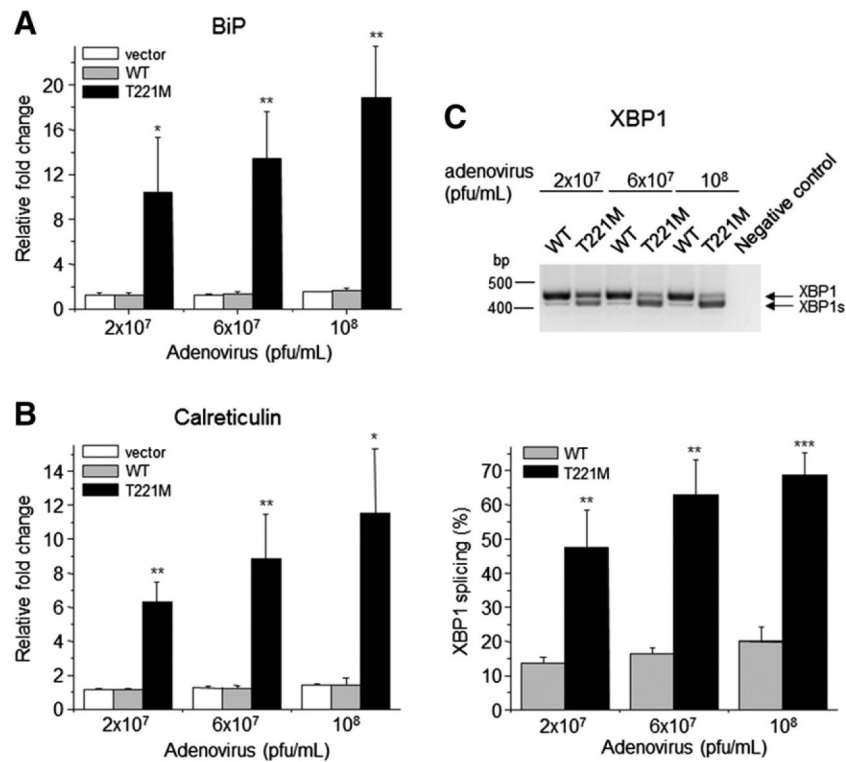 A
BiP
vector
WT
T221M
Relative fold change
20
16
12
8
4
0
*
**
**
2x10⁷
6x10⁷
10⁸
Adenovirus (pfu/mL)
B
Calreticulin
vector
WT
T221M
Relative fold change
14
12
10
8
6
4
2
0
**
**
*
2x10⁷
6x10⁷
10⁸
Adenovirus (pfu/mL)
C
XBP1
adenovirus
(pfu/mL)
2x10⁷
6x10⁷
10⁸
WT
T221M
WT
T221M
WT
T221M
Negative control
bp
500
400
XBP1
XBP1s
WT
T221M
XBP1 splicing (%)
70
60
50
40
30
20
10
0
**
**
***
2x10⁷
6x10⁷
10⁸
Adenovirus (pfu/mL)